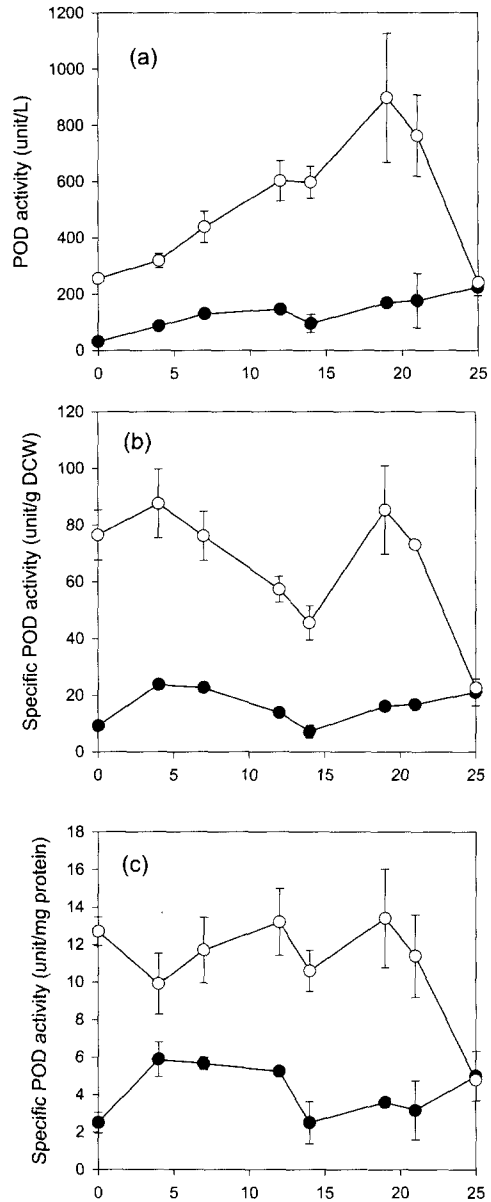 (a)
POD activity (unit/L)
1200
1000
800
600
400
200
0
0 5 10 15 20 25
(b)
Specific POD activity (unit/g DCW)
120
100
80
60
40
20
0
0 5 10 15 20 25
(c)
Specific POD activity (unit/mg protein)
18
16
14
12
10
8
6
4
2
0
0 5 10 15 20 25